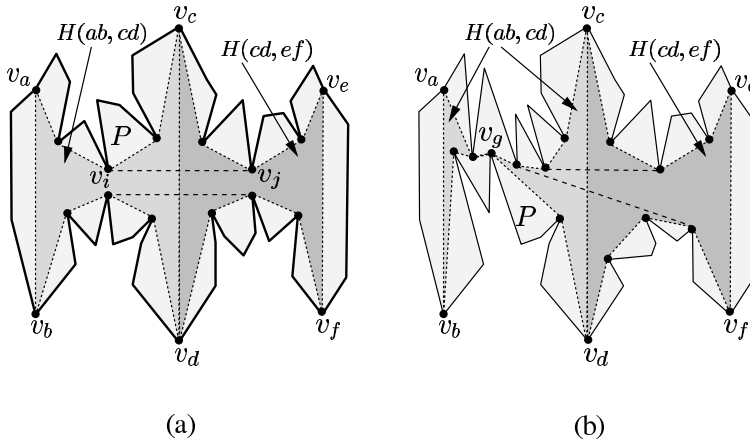 v_c
H(ab, cd)
H(cd, ef)
v_a
v_e
P
v_i
v_j
v_b
v_f
v_d
(a)
v_c
H(ab, cd)
H(cd, ef)
v_a
v_e
v_g
P
v_b
v_f
v_d
(b)